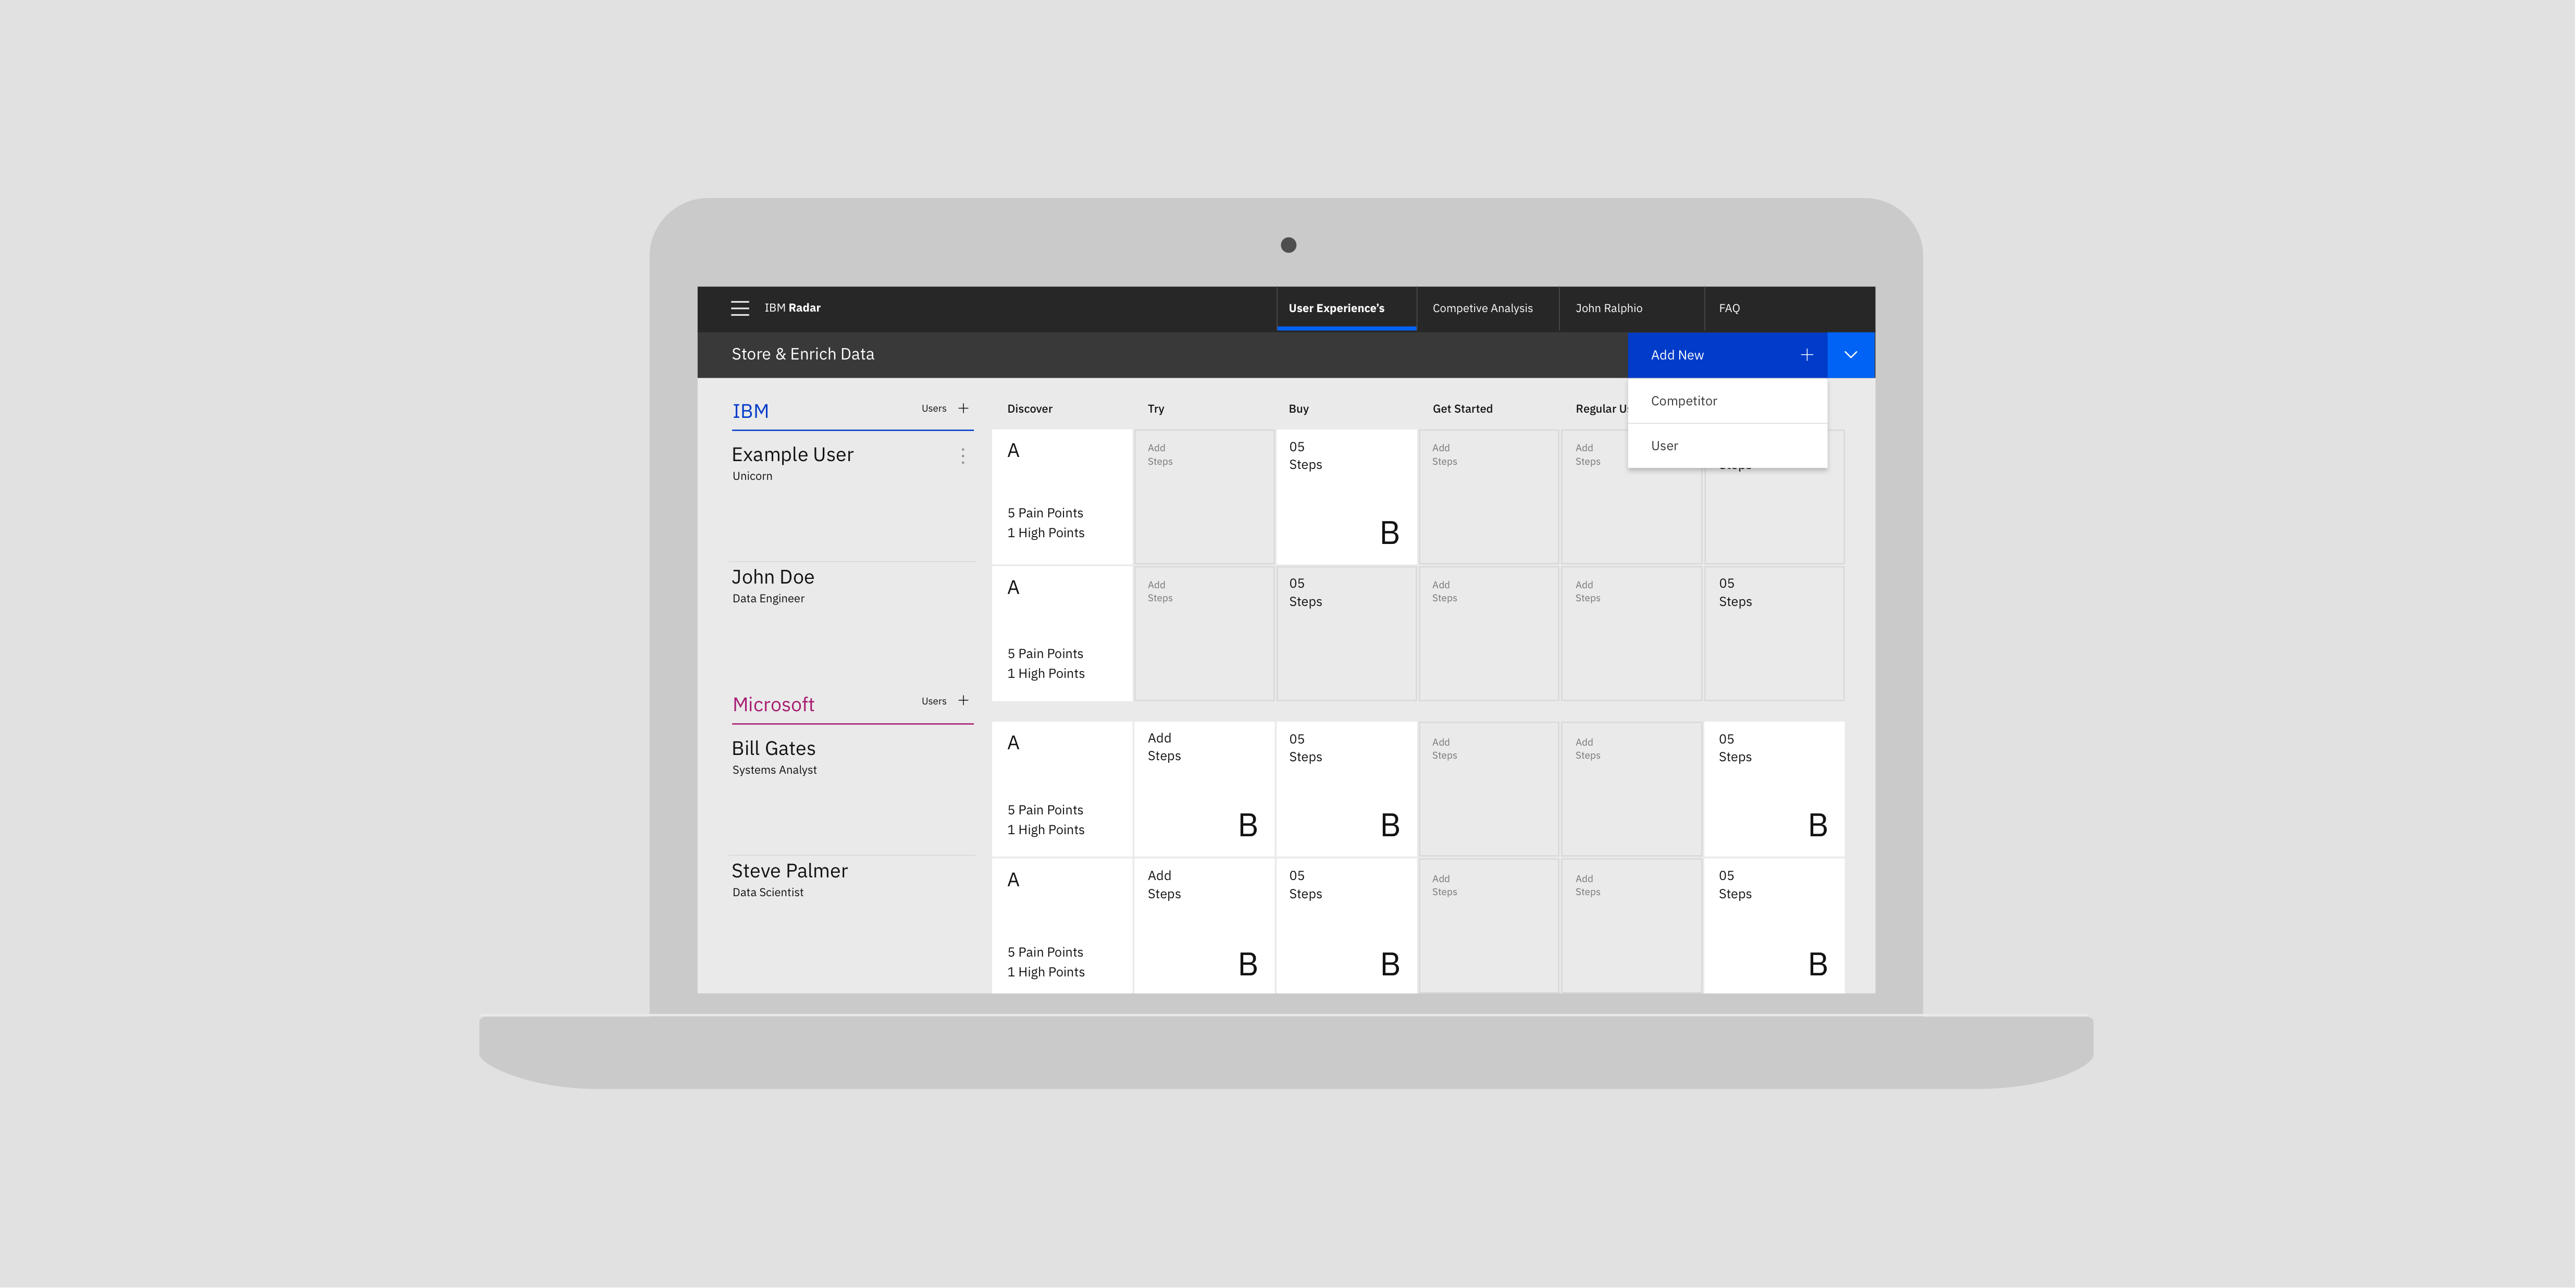 IBM Radar
User Experience's
Competive Analysis
John Ralphio
FAQ
Store & Enrich Data
Add New
Competitor
User
IBM
Users
Discover
Try
Buy
Get Started
Regular
Example User
Unicorn
A
5 Pain Points
1 High Points
Add
Steps
05
Steps
B
Add
Steps
Add
Steps
Steps
John Doe
Data Engineer
A
5 Pain Points
1 High Points
Add
Steps
05
Steps
Add
Steps
Add
Steps
05
Steps
Microsoft
Users
Bill Gates
Systems Analyst
A
5 Pain Points
1 High Points
Add
Steps
B
05
Steps
B
Add
Steps
Add
Steps
05
Steps
B
Steve Palmer
Data Scientist
A
5 Pain Points
1 High Points
Add
Steps
B
05
Steps
B
Add
Steps
Add
Steps
05
Steps
B